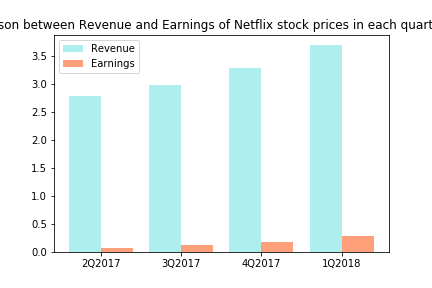 son between Revenue and Earnings of Netflix stock prices in each quart
Revenue
Earnings
3.5
3.0
2.5
2.0
1.5
1.0
0.5
0.0
2Q2017 3Q2017 4Q2017 1Q2018